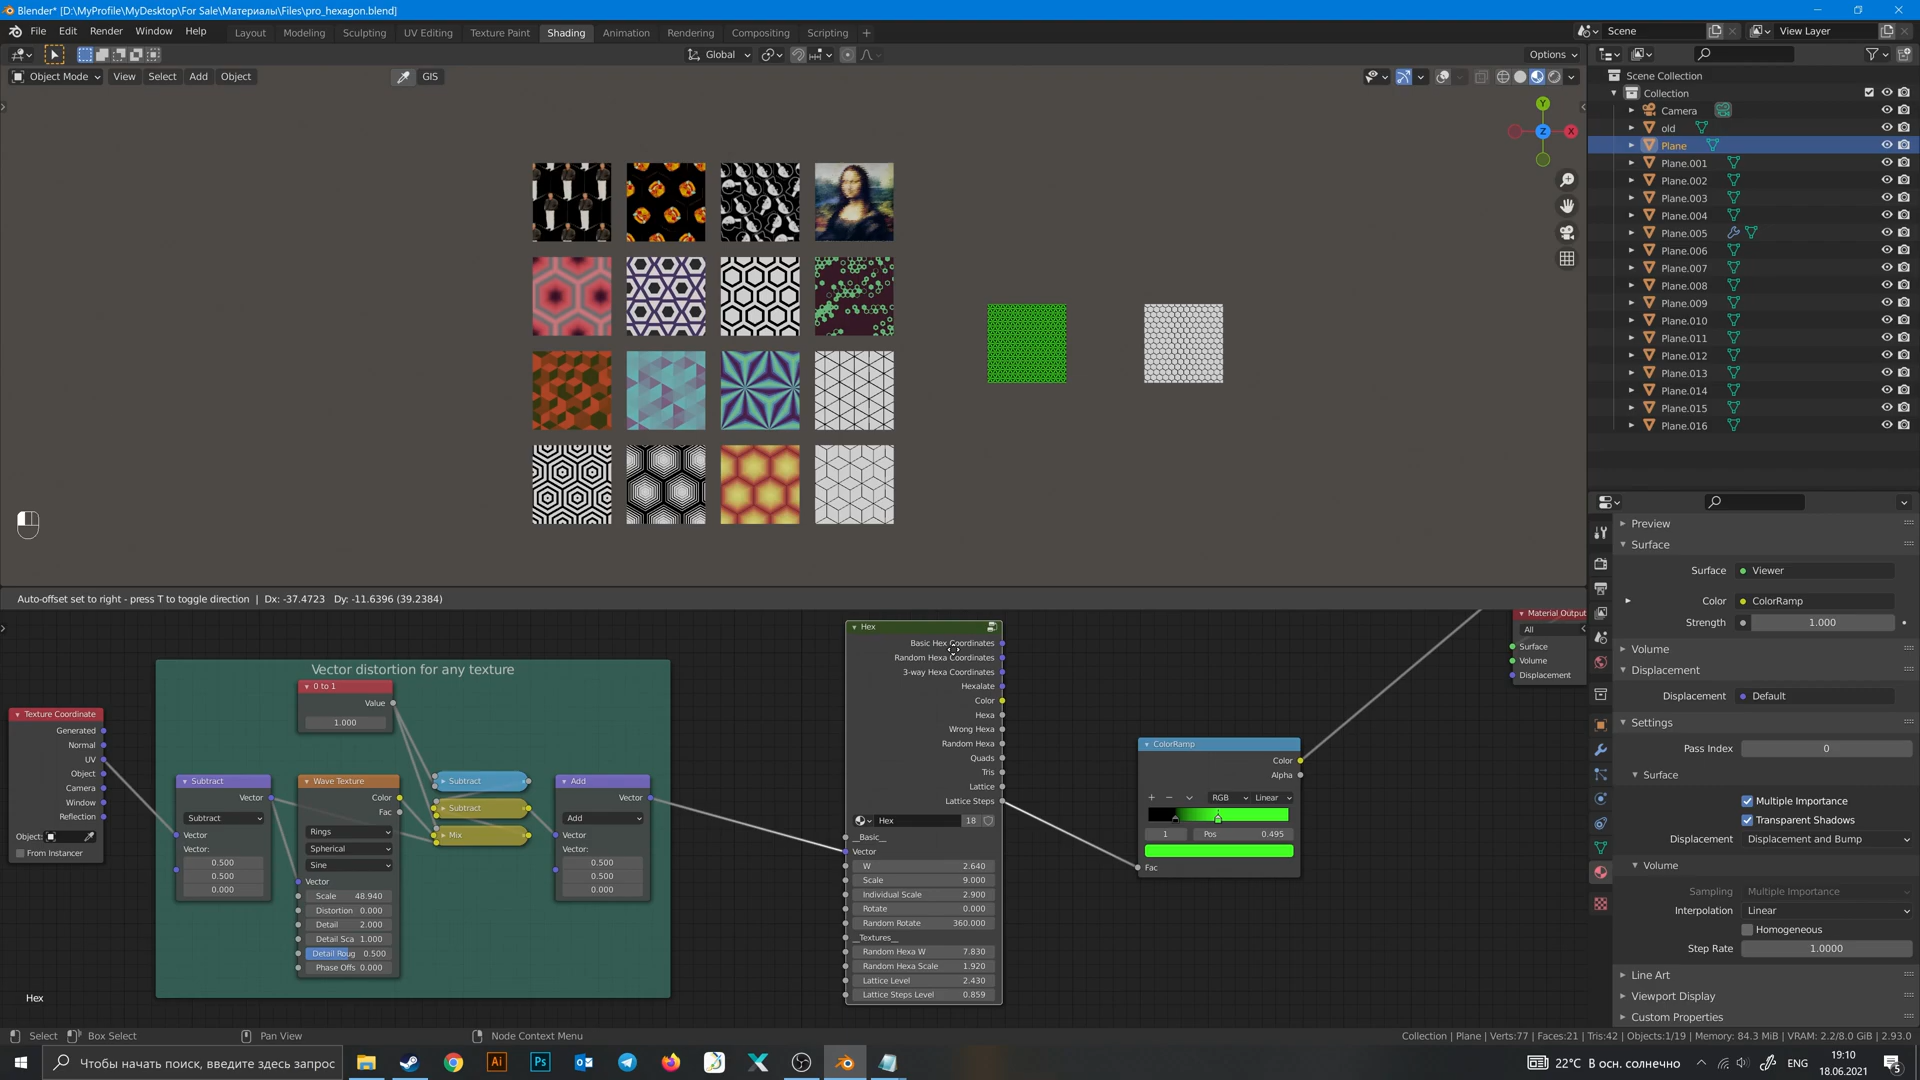 Blender* [D:\MyProfile\MyDesktop\For Sale\Материалы\Files\pro_hexagon.blend]
File Edit Render Window Help Layout Modeling Sculpting UV Editing Texture Paint Shading Animation Rendering Compositing Scripting + Scene View Layer
Global Options
Object Mode View Select Add Object GIS
Y
Z X
Scene Collection
Collection
Camera
old
Plane
Plane.001
Plane.002
Plane.003
Plane.004
Plane.005
Plane.006
Plane.007
Plane.008
Plane.009
Plane.010
Plane.011
Plane.012
Plane.013
Plane.014
Plane.015
Plane.016
Auto-offset set to right - press T to toggle direction | Dx: -37.4723 Dy: -11.6396 (39.2384)
Texture Coordinate
Generated
Normal
UV
Object
Camera
Window
Reflection
Object:
From Instancer
Vector distortion for any texture
0 to 1
Value
1.000
Subtract
Vector
Subtract
Vector
Vector:
0.500
0.500
0.000
Wave Texture
Color
Fac
Rings
Spherical
Sine
Vector
Scale 48.940
Distortion 0.000
Detail 2.000
Detail Sca 1.000
Detail Roug 0.500
Phase Offs 0.000
Subtract
Subtract
Mix
Add
Vector
Add
Vector
Vector:
0.500
0.500
0.000
Hex
Basic Hex Coordinates
Random Hexa Coordinates
3-way Hexa Coordinates
Hexalate
Color
Hexa
Wrong Hexa
Random Hexa
Quads
Tris
Lattice
Lattice Steps
Hex 18
__Basic__
Vector
W 2.640
Scale 9.000
Individual Scale 2.900
Rotate 0.000
Random Rotate 360.000
__Textures__
Random Hexa W 7.830
Random Hexa Scale 1.920
Lattice Level 2.430
Lattice Steps Level 0.859
ColorRamp
Color
Alpha
+ − RGB Linear
1 Pos 0.495
Fac
Material Output
All
Surface
Volume
Displacement
Hex
Preview
Surface
Surface Viewer
Color ColorRamp
Strength 1.000
Volume
Displacement
Displacement Default
Settings
Pass Index 0
Surface
Multiple Importance
Transparent Shadows
Displacement Displacement and Bump
Volume
Sampling Multiple Importance
Interpolation Linear
Homogeneous
Step Rate 1.0000
Line Art
Viewport Display
Custom Properties
Select Box Select Pan View Node Context Menu Collection | Plane | Verts:77 | Faces:21 | Tris:42 | Objects:1/19 | Memory: 84.3 MiB | VRAM: 2.2/8.0 GiB | 2.93.0
Чтобы начать поиск, введите здесь запрос Ai Ps 22°C В осн. солнечно ENG 19:10
18.06.2021 5